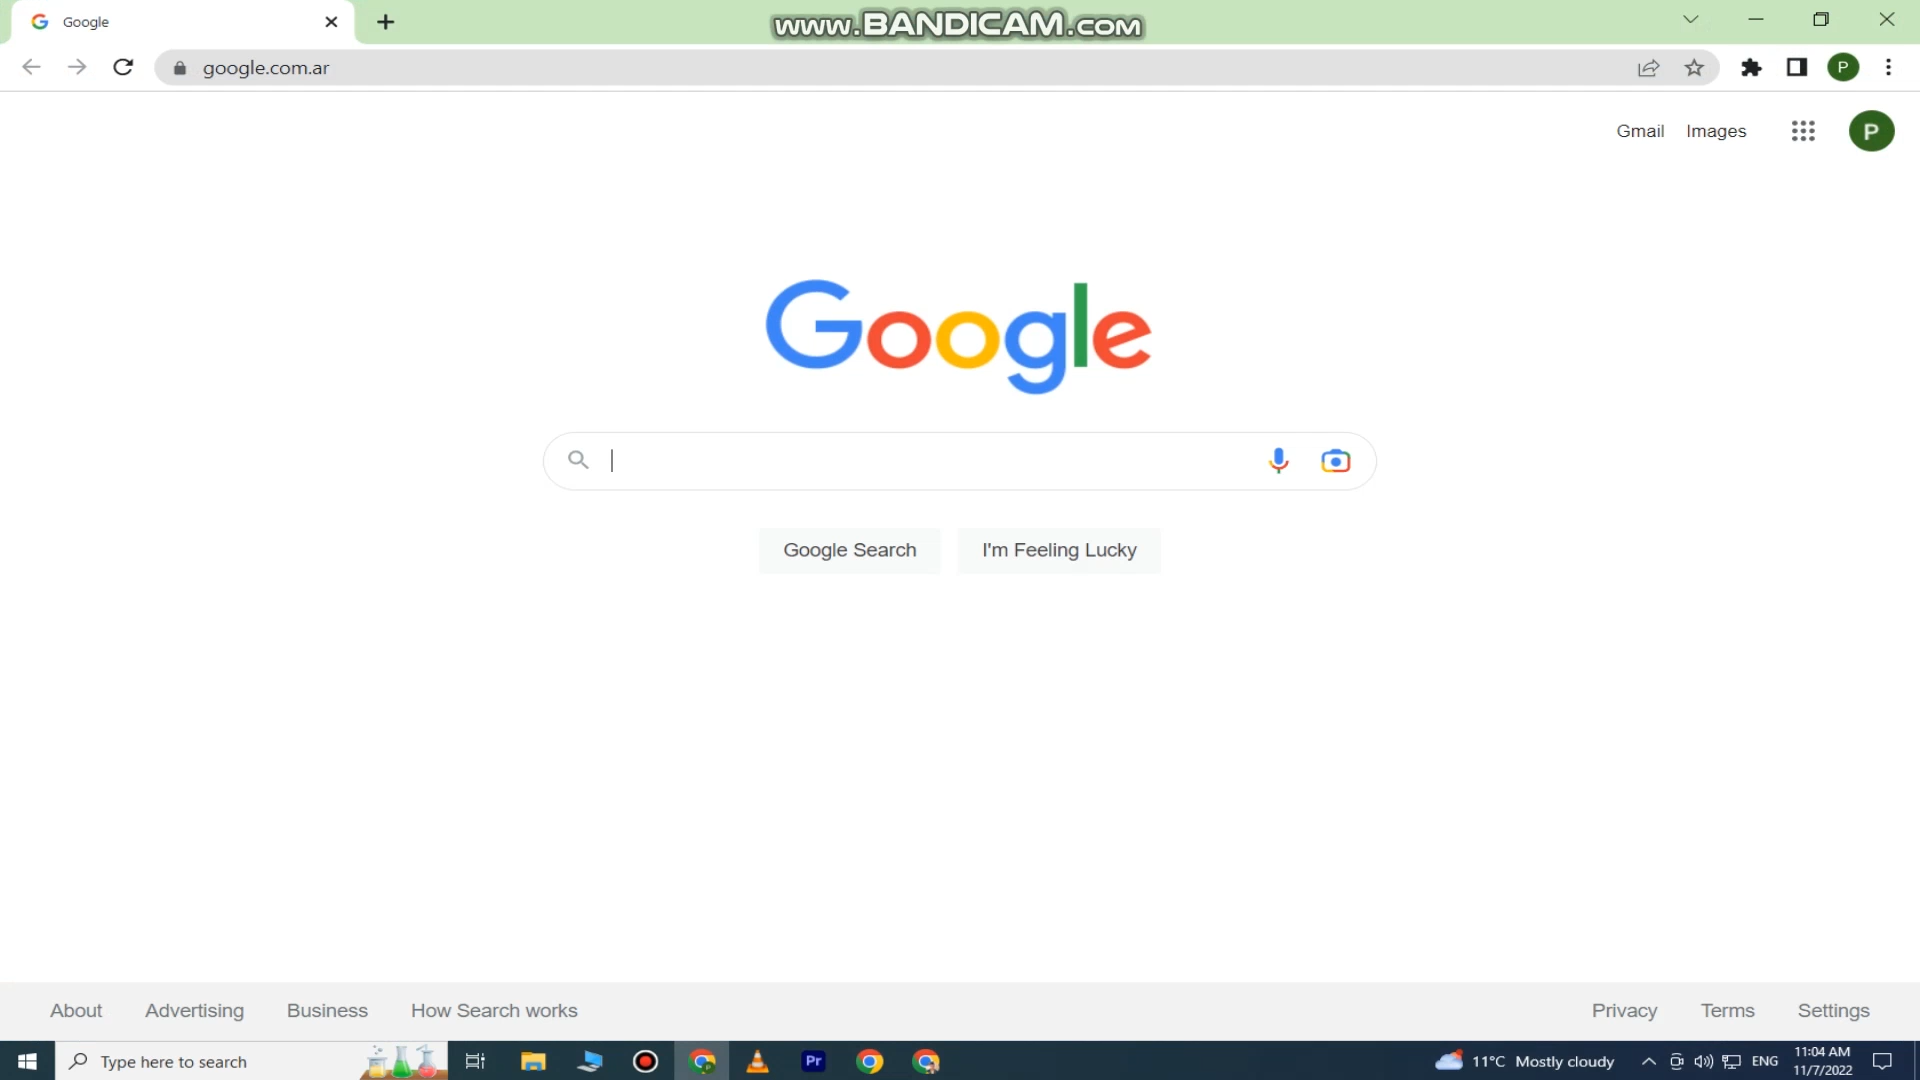 Google
www.BANDICAM.com
google.com.ar
P
Gmail Images
P
Google
Google Search I'm Feeling Lucky
About Advertising Business How Search works
Privacy Terms Settings
Type here to search
Pr
11°C Mostly cloudy
ENG
11:04 AM
11/7/2022